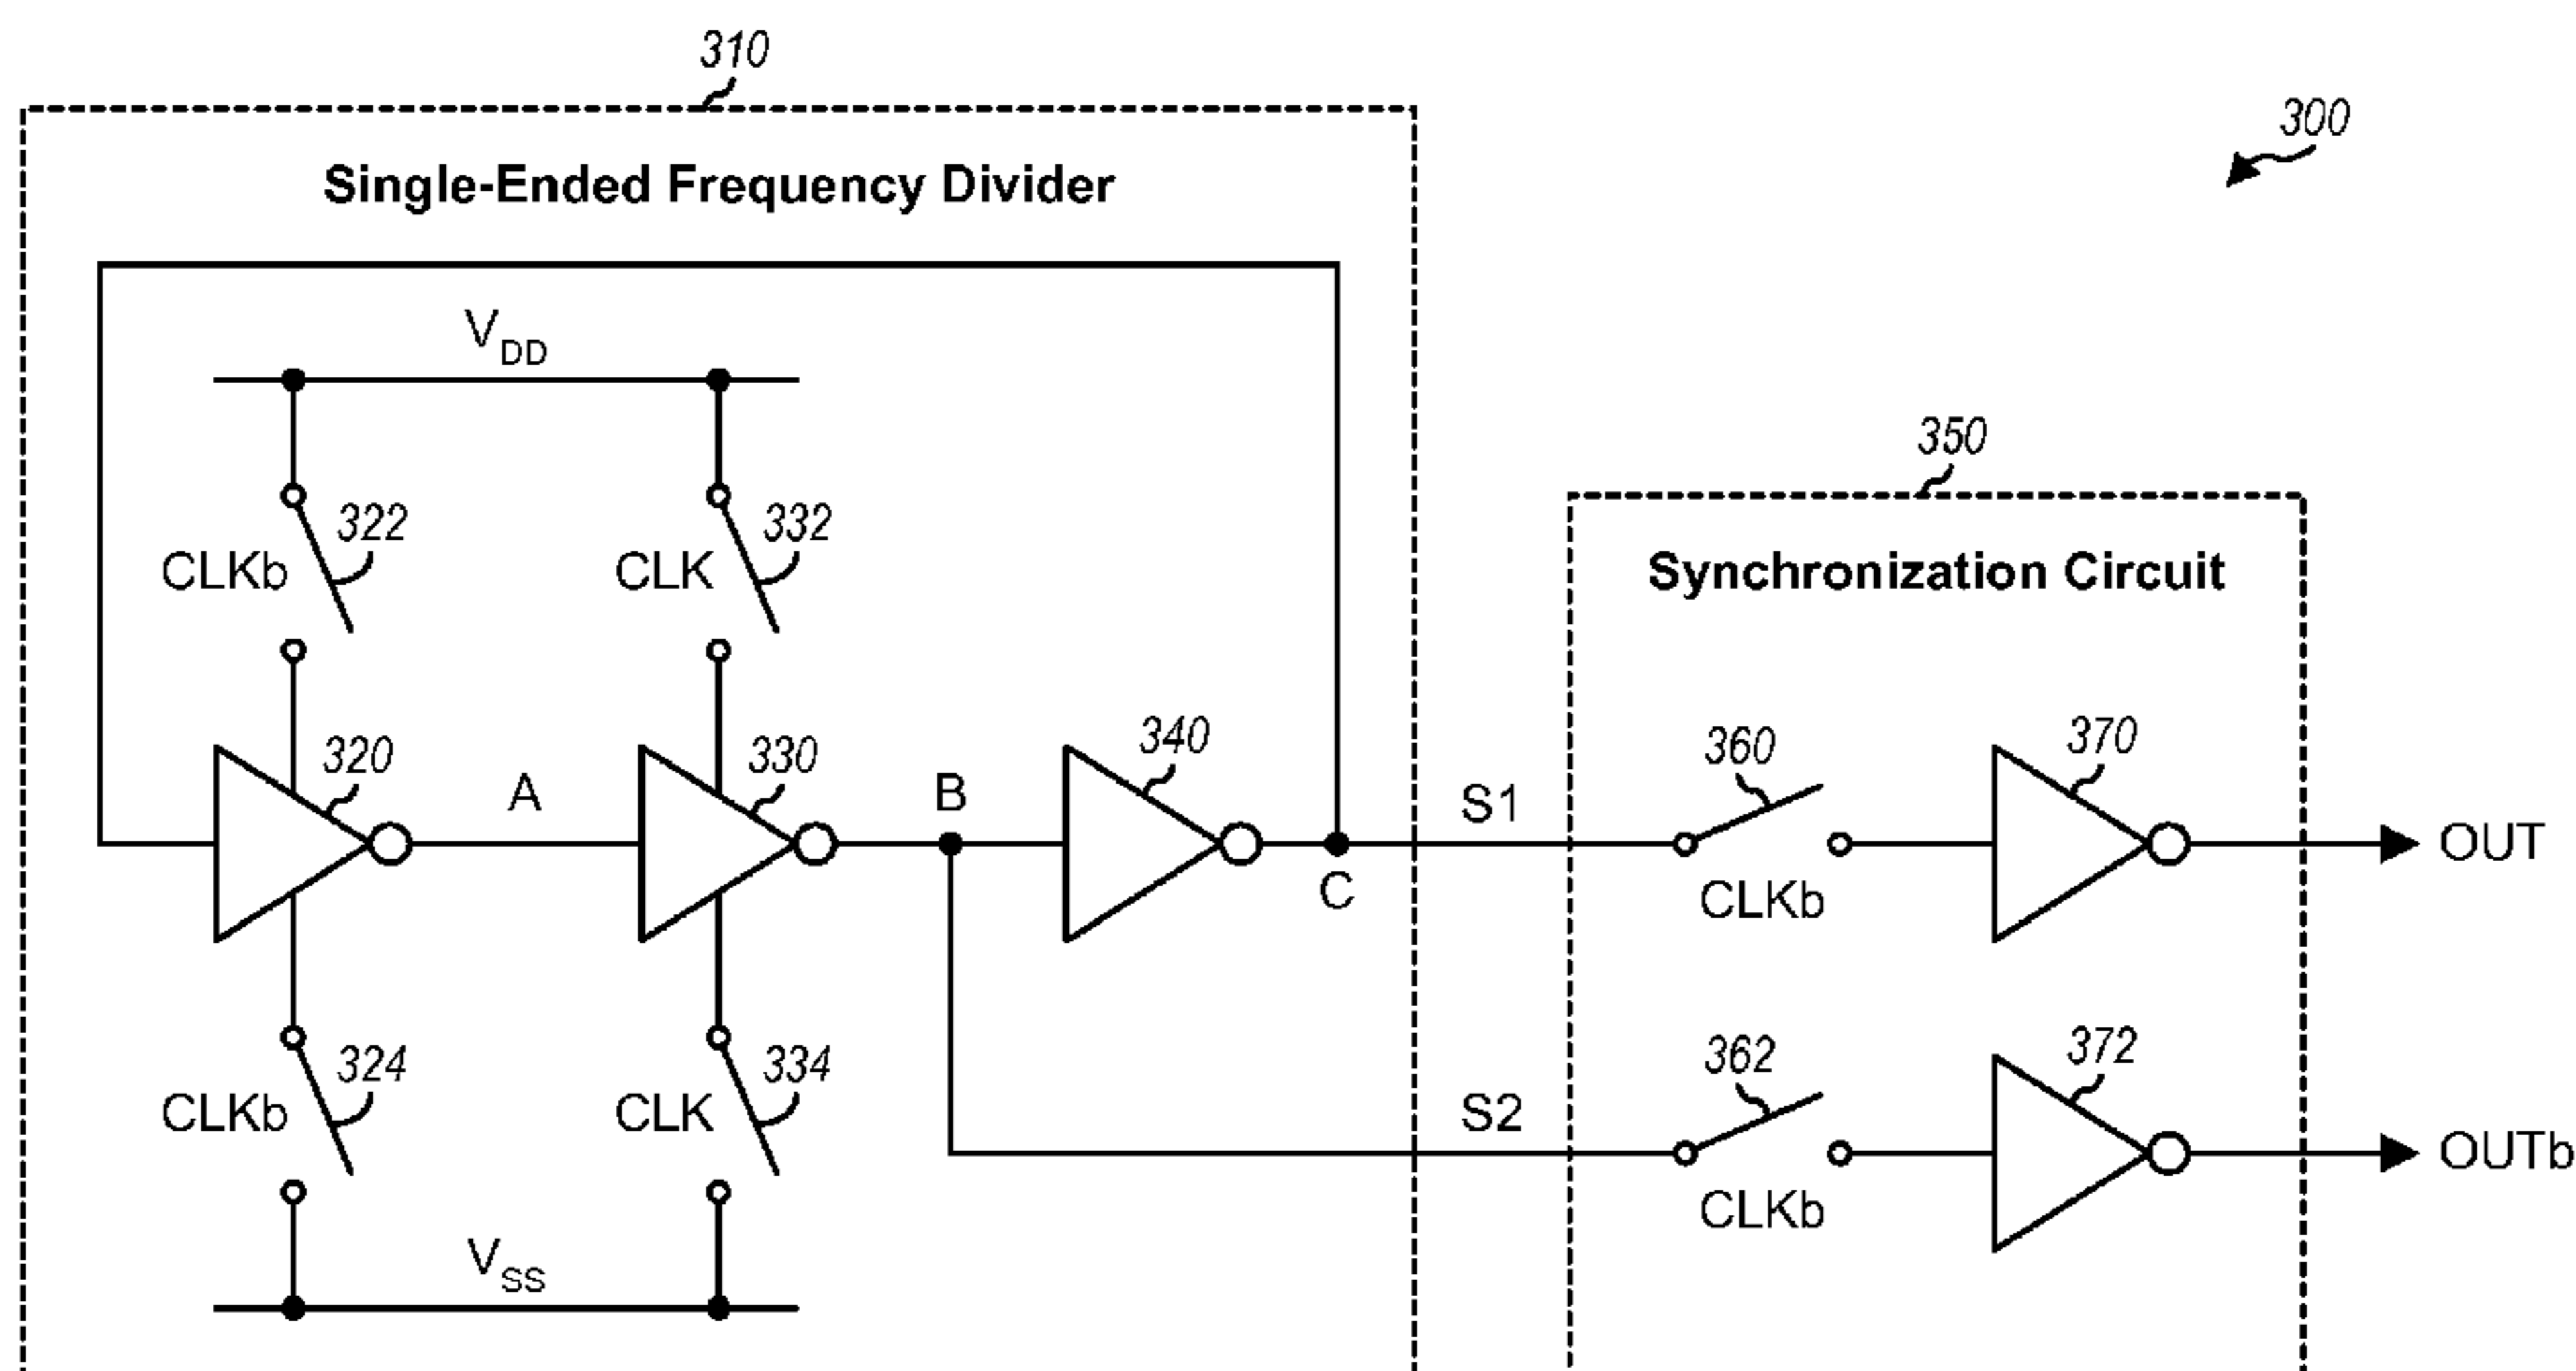 310
300
Single-Ended Frequency Divider
VDD
350
322
332
CLKb
CLK
Synchronization Circuit
320
330
340
360
370
A
B
S1
OUT
C
CLKb
362
372
324
334
CLKb
CLK
S2
OUTb
CLKb
VSS